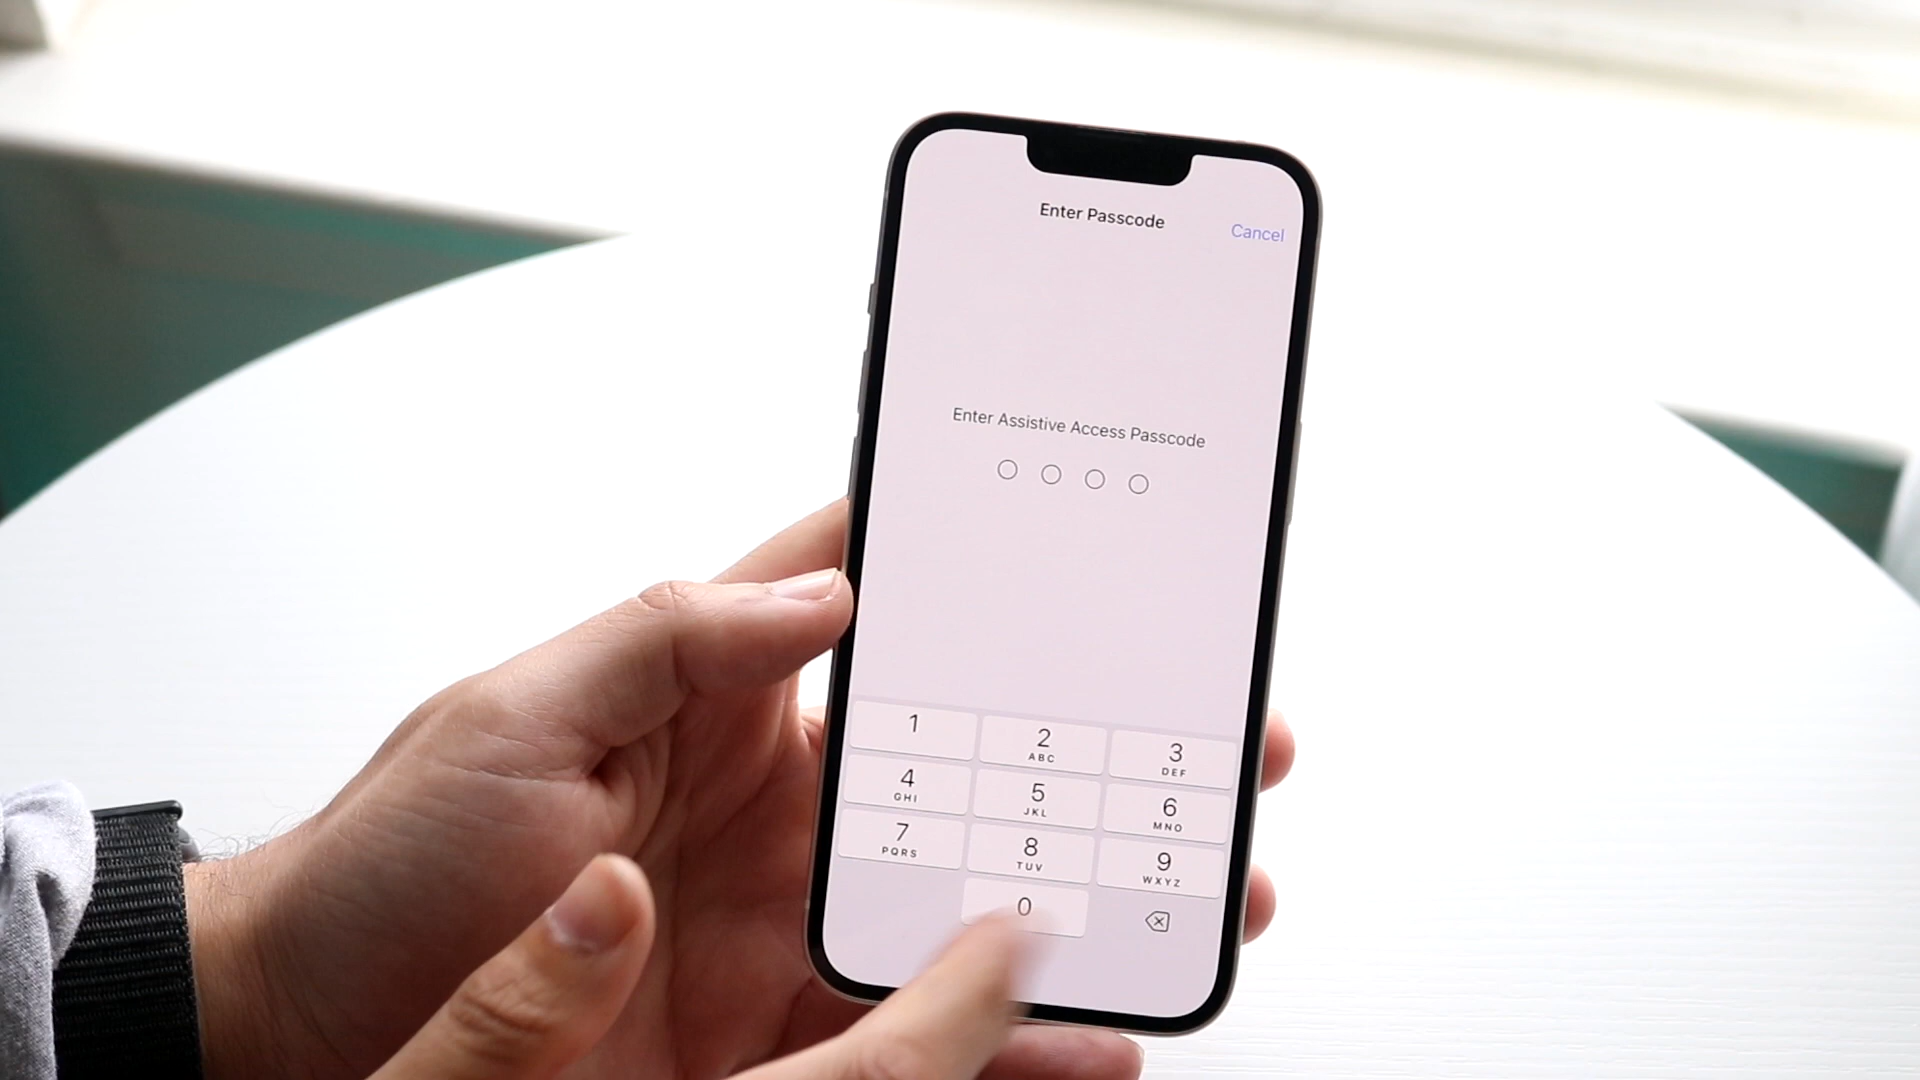 Enter Passcode
Cancel
Enter Assistive Access Passcode
1
2
ABC
3
DEF
4
GHI
5
JKL
6
MNO
7
PQRS
8
TUV
9
WXYZ
0